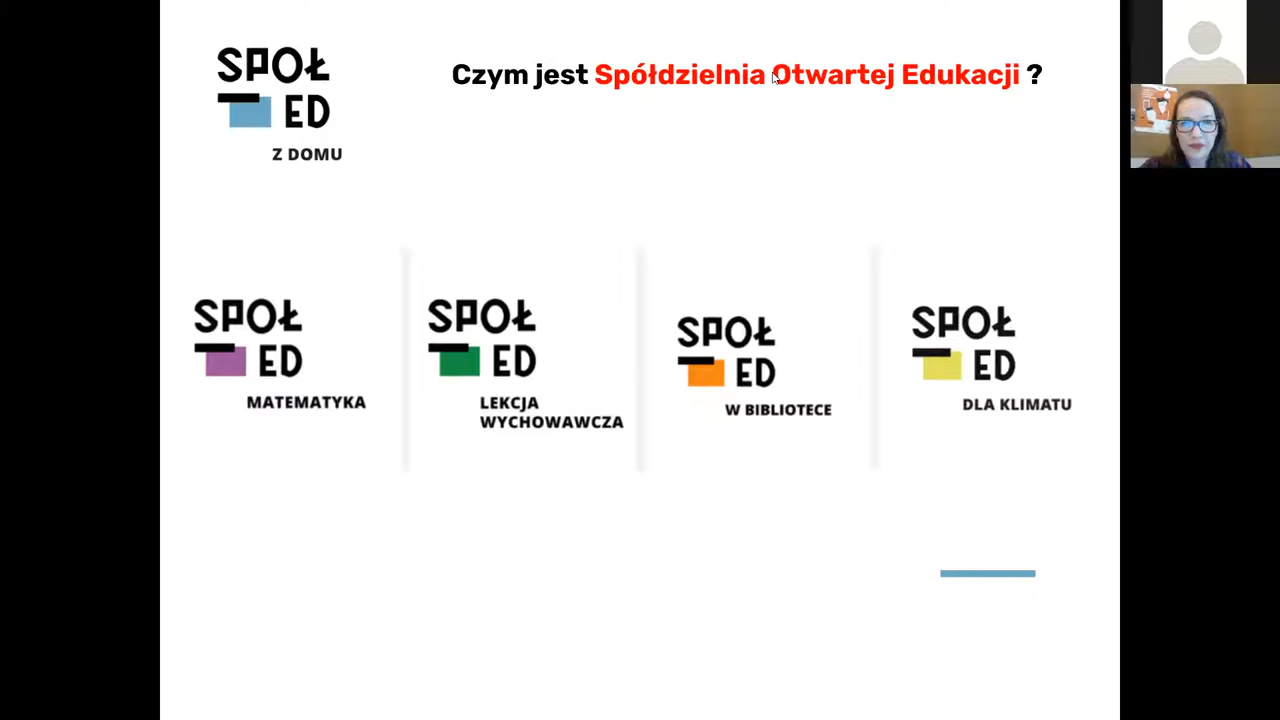 SPOŁ
ED
Z DOMU
Czym jest Spółdzielnia Otwartej Edukacji ?
SPOŁ
ED
MATEMATYKA
SPOŁ
ED
LEKCJA
WYCHOWAWCZA
SPOŁ
ED
W BIBLIOTECE
SPOŁ
ED
DLA KLIMATU